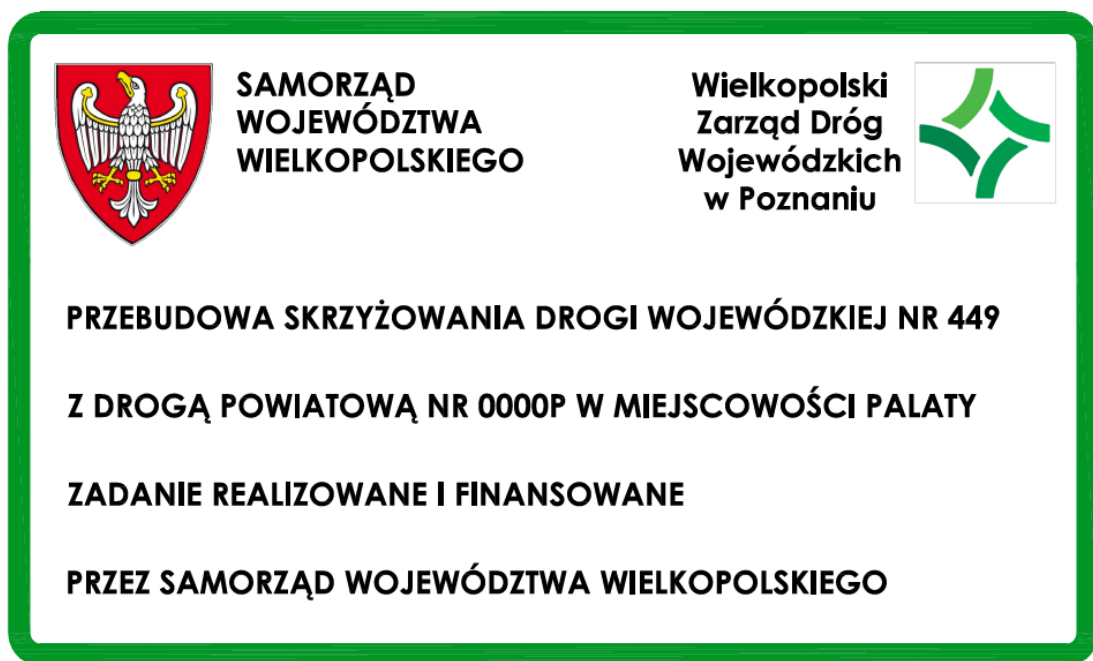 SAMORZĄD
WOJEWÓDZTWA
WIELKOPOLSKIEGO
Wielkopolski
Zarząd Dróg
Wojewódzkich
w Poznaniu
PRZEBUDOWA SKRZYŻOWANIA DROGI WOJEWÓDZKIEJ NR 449
Z DROGĄ POWIATOWĄ NR 0000P W MIEJSCOWOŚCI PALATY
ZADANIE REALIZOWANE I FINANSOWANE
PRZEZ SAMORZĄD WOJEWÓDZTWA WIELKOPOLSKIEGO